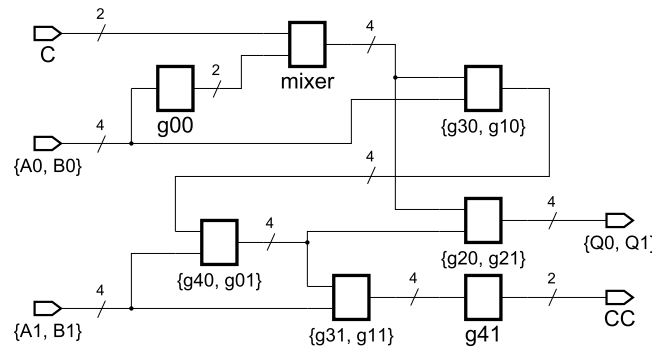 2
4
C
mixer
2
g00
{g30, g10}
4
{A0, B0}
4
4
4
{Q0, Q1}
{g40, g01}
{g20, g21}
4
4
2
{A1, B1}
{g31, g11}
g41
CC